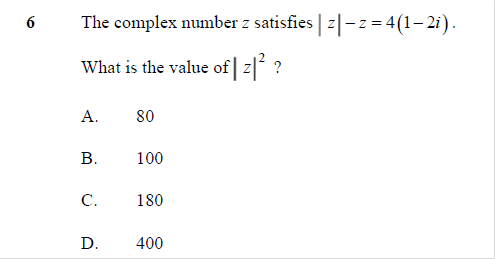 6 The complex number z satisfies | z | − z = 4(1 − 2i).
What is the value of | z |² ?
A. 80
B. 100
C. 180
D. 400